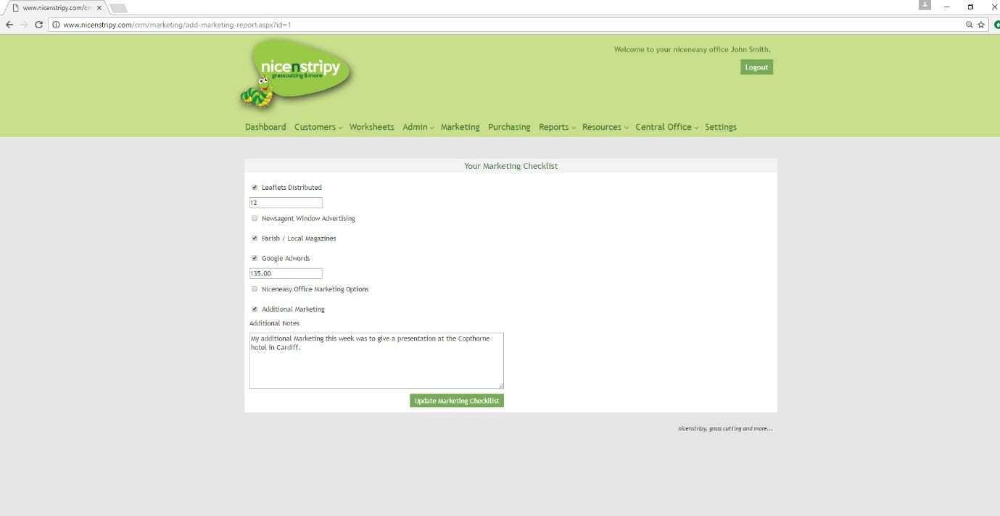 www.nicenstripy.com/crm
www.nicenstripy.com/crm/marketing/add-marketing-report.aspx?id=1
nicenstripy
grasscutting & more
Welcome to your niceneasy office John Smith.
Logout
Dashboard Customers Worksheets Admin Marketing Purchasing Reports Resources Central Office Settings
Your Marketing Checklist
Leaflets Distributed
12
Newsagent Window Advertising
Parish / Local Magazines
Google Adwords
135.00
Niceneasy Office Marketing Options
Additional Marketing
Additional Notes
My additional Marketing this week was to give a presentation at the Copthorne
hotel in Cardiff.
Update Marketing Checkilist
nicenstripy, grass cutting and more...